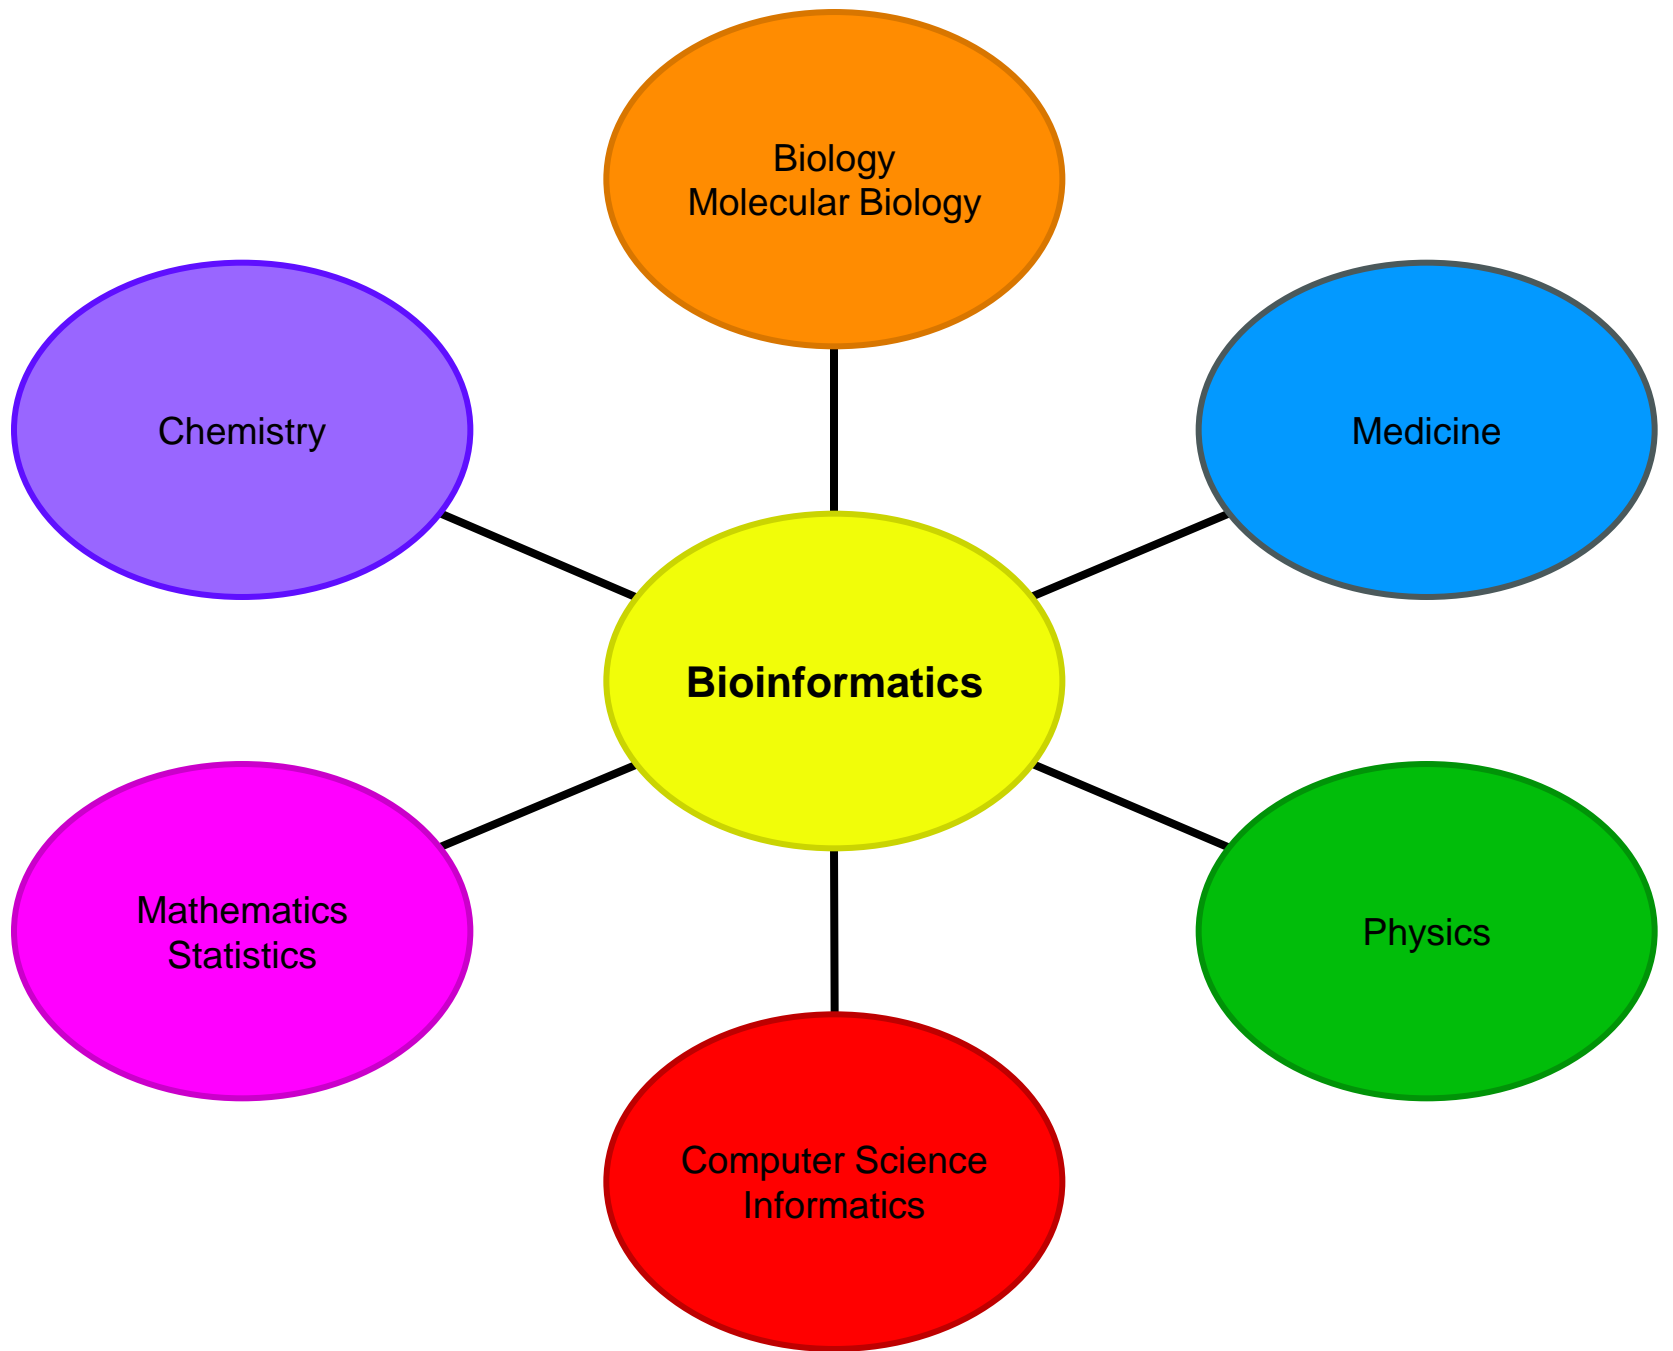 Biology
Molecular Biology
Chemistry
Medicine
Bioinformatics
Mathematics
Statistics
Physics
Computer Science
Informatics